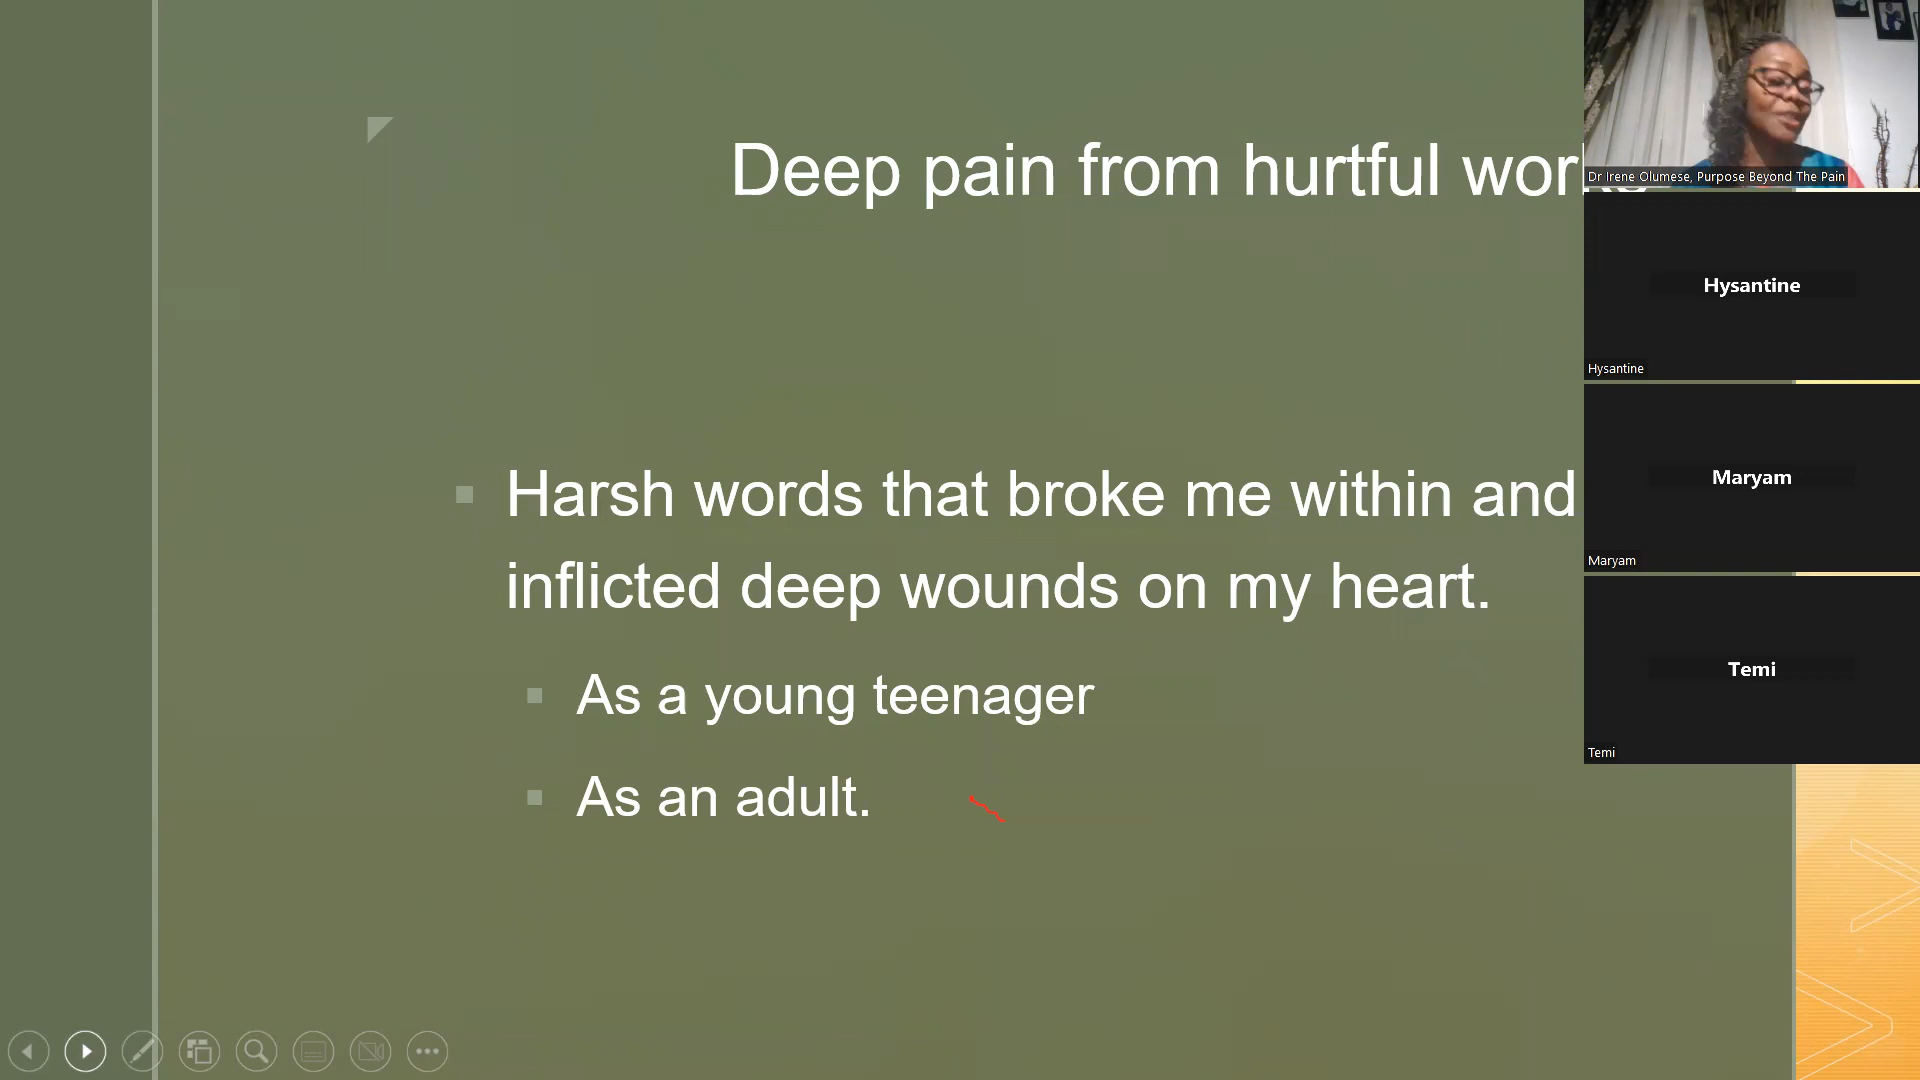 Deep pain from hurtful wor
Harsh words that broke me within and
inflicted deep wounds on my heart.
As a young teenager
As an adult.
Dr Irene Olumese, Purpose Beyond The Pain
Hysantine
Hysantine
Maryam
Maryam
Temi
Temi